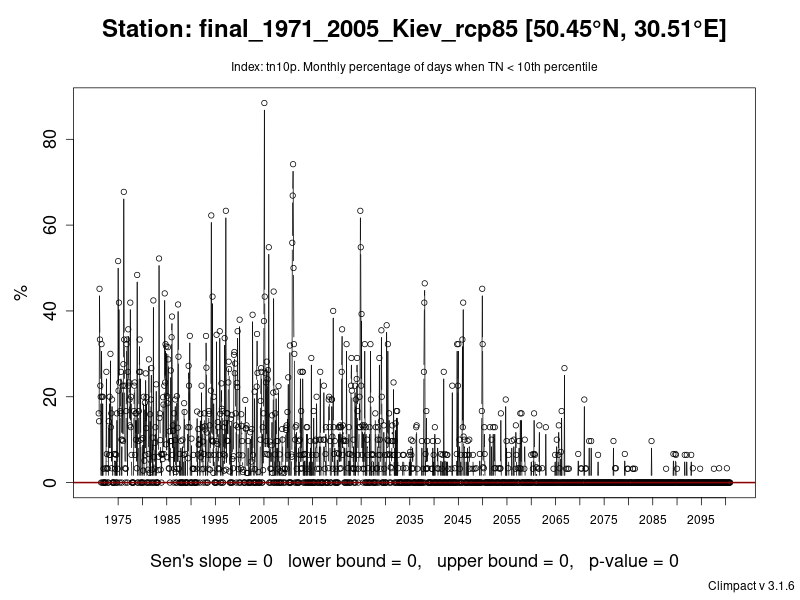 Station: final_1971_2005_Kiev_rcp85 [50.45°N, 30.51°E]
Index: tn10p. Monthly percentage of days when TN < 10th percentile
%
80
60
40
20
0
1975 1985 1995 2005 2015 2025 2035 2045 2055 2065 2075 2085 2095
Sen's slope = 0 lower bound = 0, upper bound = 0, p-value = 0
Climpact v 3.1.6